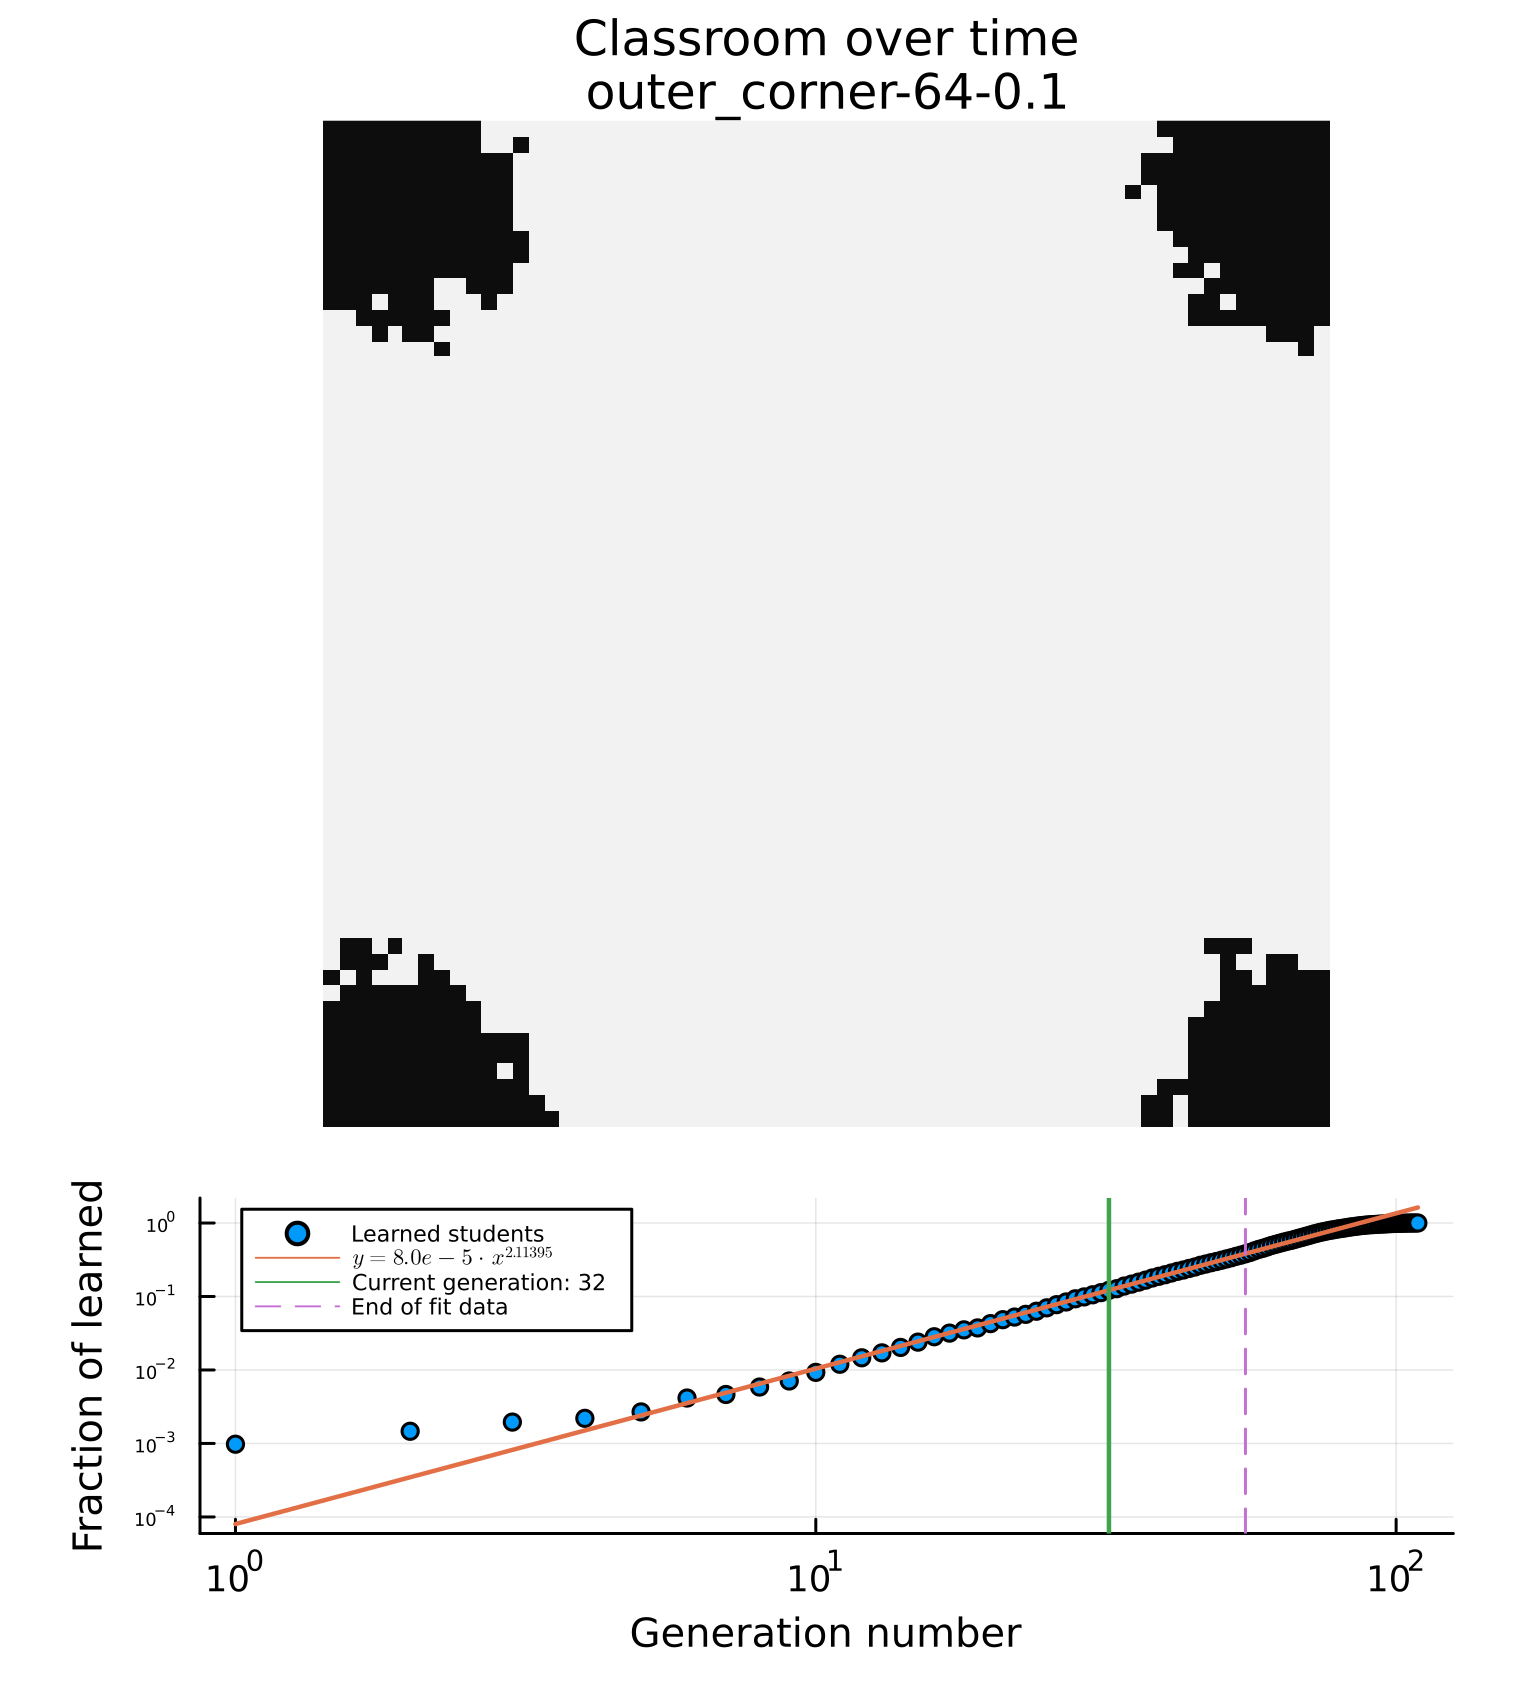 Classroom over time
outer_corner-64-0.1
Fraction of learned
10^0
10^-1
10^-2
10^-3
10^-4
Learned students
y = 8.0e − 5 · x^2.11395
Current generation: 32
End of fit data
10^0 10^1 10^2
Generation number